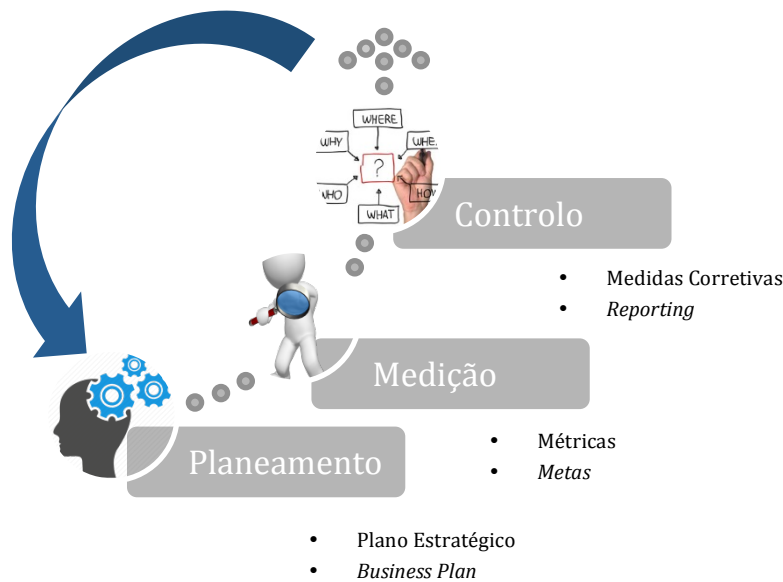 WHERE
WHY
?
WHO
WHAT
Controlo
• Medidas Corretivas
• Reporting
Medição
• Métricas
• Metas
Planeamento
• Plano Estratégico
• Business Plan